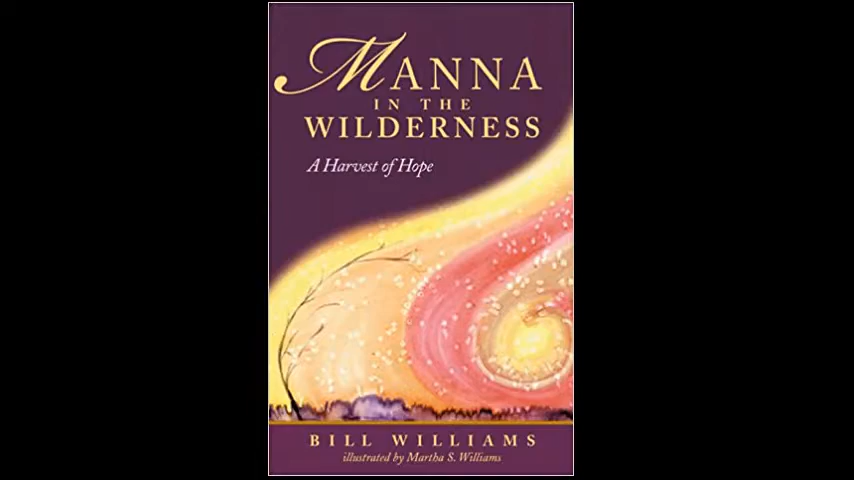 MANNA
IN THE
WILDERNESS
A Harvest of Hope
BILL WILLIAMS
illustrated by Martha S. Williams